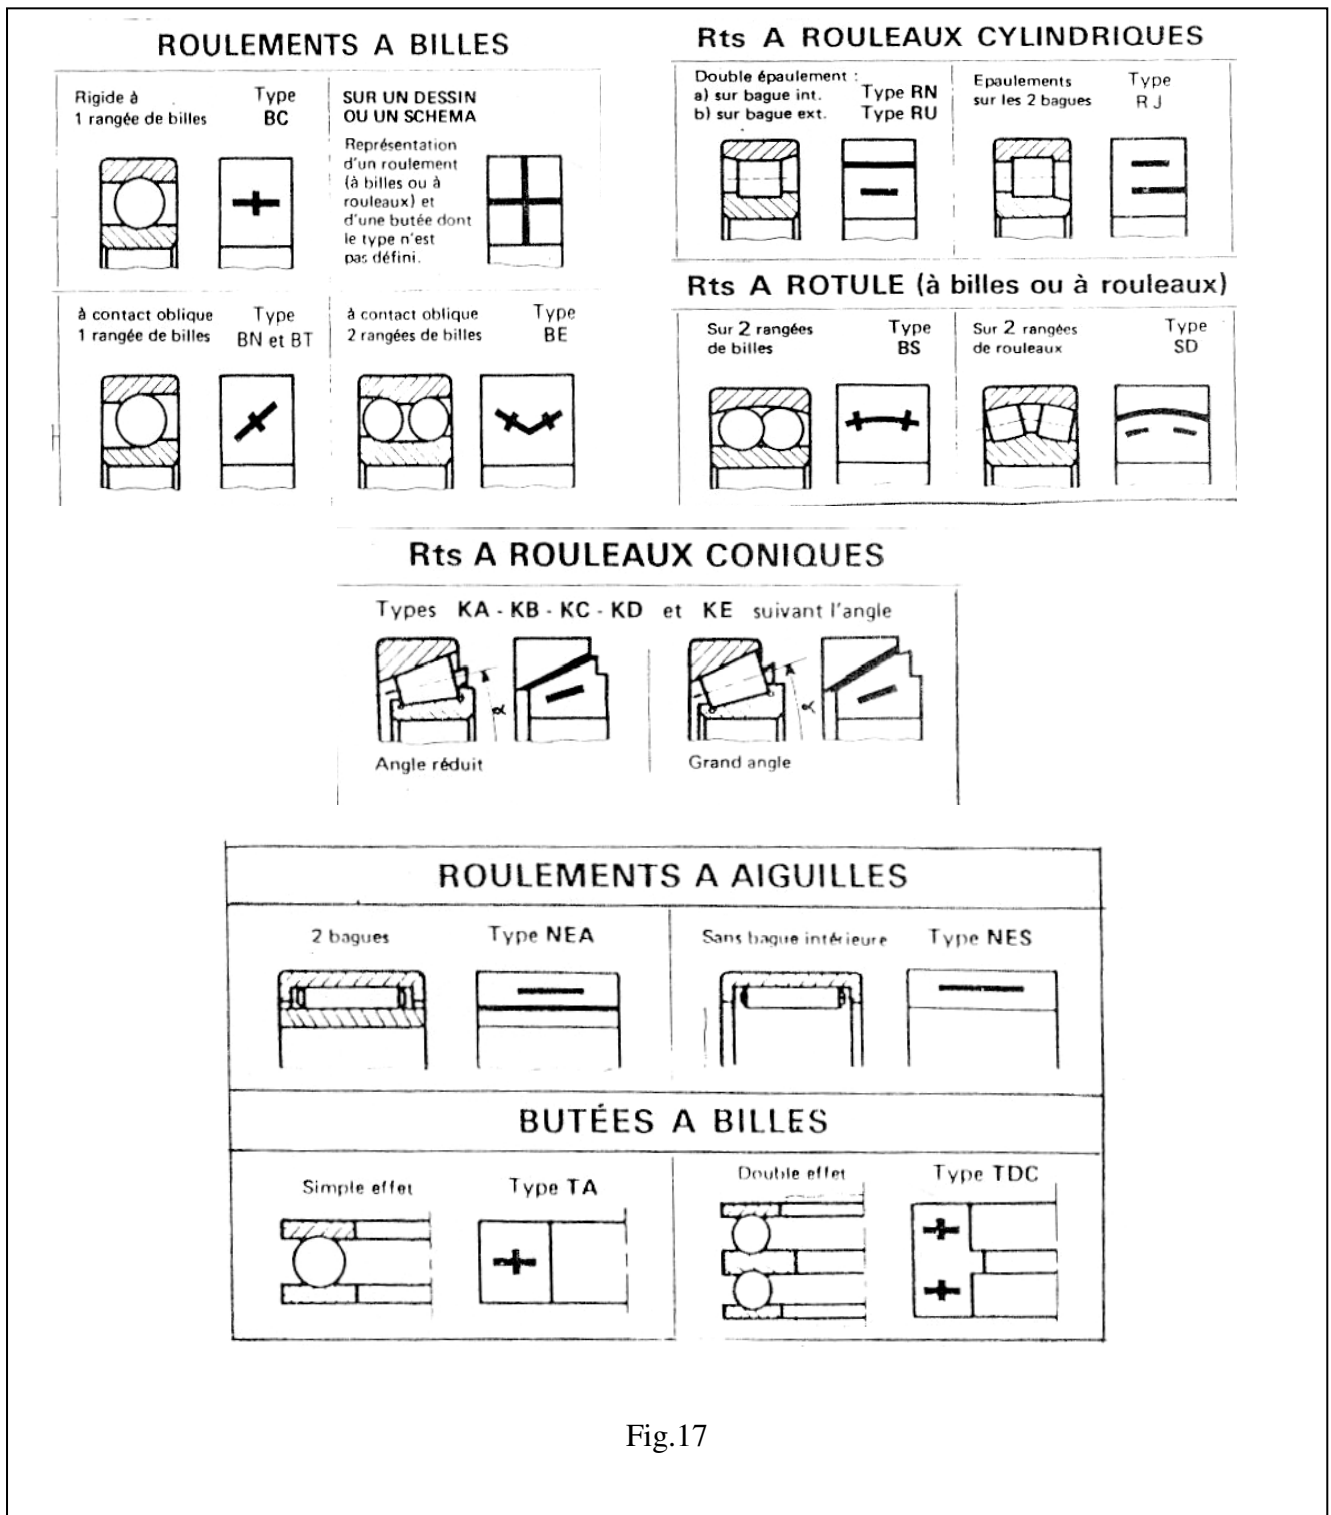 ROULEMENTS A BILLES
Rigide à
1 rangée de billes
Type
BC
SUR UN DESSIN
OU UN SCHEMA
Représentation
d'un roulement
(à billes ou à
rouleaux) et
d'une butée dont
le type n'est
pas défini.
à contact oblique
1 rangée de billes
Type
BN et BT
à contact oblique
2 rangées de billes
Type
BE
Rts A ROULEAUX CYLINDRIQUES
Double épaulement :
a) sur bague int. Type RN
b) sur bague ext. Type RU
Epaulements
sur les 2 bagues
Type
R J
Rts A ROTULE (à billes ou à rouleaux)
Sur 2 rangées
de billes
Type
BS
Sur 2 rangées
de rouleaux
Type
SD
Rts A ROULEAUX CONIQUES
Types KA - KB - KC - KD et KE suivant l'angle
α
α
Angle réduit
Grand angle
ROULEMENTS A AIGUILLES
2 bagues
Type NEA
Sans bague intérieure
Type NES
BUTÉES A BILLES
Simple effet
Type TA
Double effet
Type TDC
Fig.17